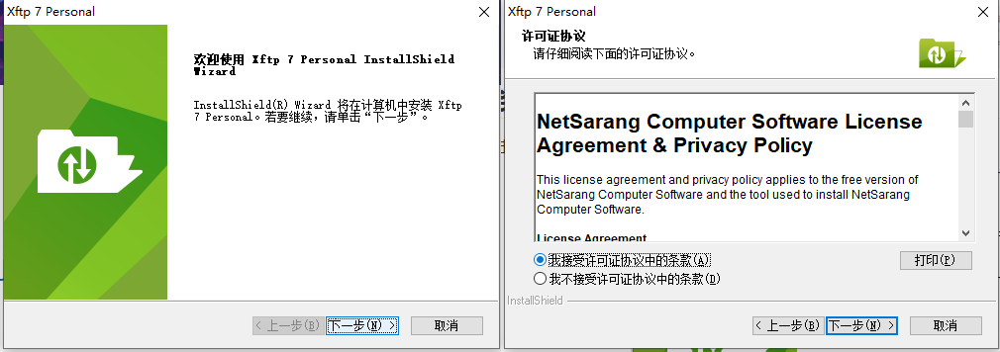 Xftp 7 Personal
欢迎使用 Xftp 7 Personal InstallShield
Wizard
InstallShield(R) Wizard 将在计算机中安装 Xftp
7 Personal。若要继续，请单击“下一步”。
< 上一步(B)
下一步(N) >
取消
Xftp 7 Personal
许可证协议
请仔细阅读下面的许可证协议。
NetSarang Computer Software License
Agreement & Privacy Policy
This license agreement and privacy policy applies to the free version of
NetSarang Computer Software and the tool used to install NetSarang
Computer Software.
License Agreement
我接受许可证协议中的条款(A)
打印(P)
我不接受许可证协议中的条款(D)
InstallShield
< 上一步(B)
下一步(N) >
取消